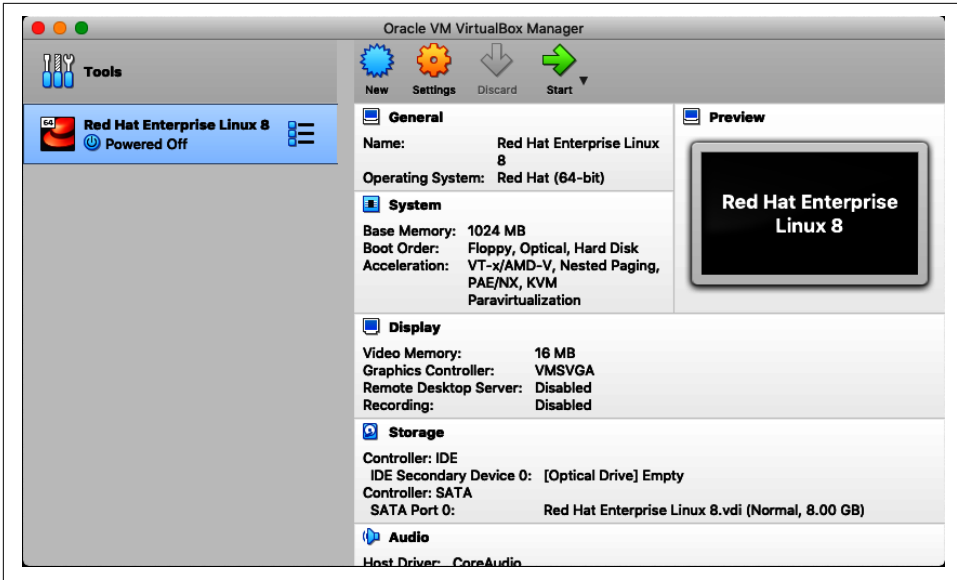 Oracle VM VirtualBox Manager
Tools
New Settings Discard Start
64
Red Hat Enterprise Linux 8
Powered Off
General
Name: Red Hat Enterprise Linux
8
Operating System: Red Hat (64-bit)
Preview
Red Hat Enterprise
Linux 8
System
Base Memory: 1024 MB
Boot Order: Floppy, Optical, Hard Disk
Acceleration: VT-x/AMD-V, Nested Paging,
PAE/NX, KVM
Paravirtualization
Display
Video Memory: 16 MB
Graphics Controller: VMSVGA
Remote Desktop Server: Disabled
Recording: Disabled
Storage
Controller: IDE
IDE Secondary Device 0: [Optical Drive] Empty
Controller: SATA
SATA Port 0: Red Hat Enterprise Linux 8.vdi (Normal, 8.00 GB)
Audio
Host Driver: CoreAudio